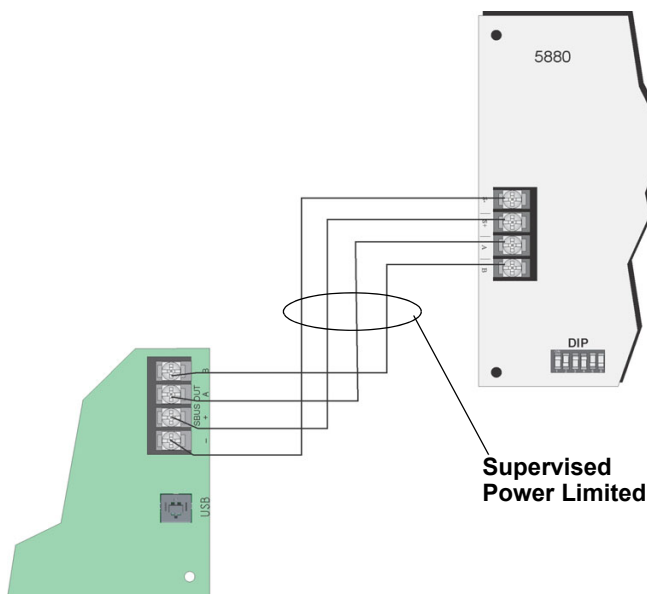 5880
S-
S+
A
B
DIP
B
A
SBUS OUT
+
–
USB
Supervised
Power Limited